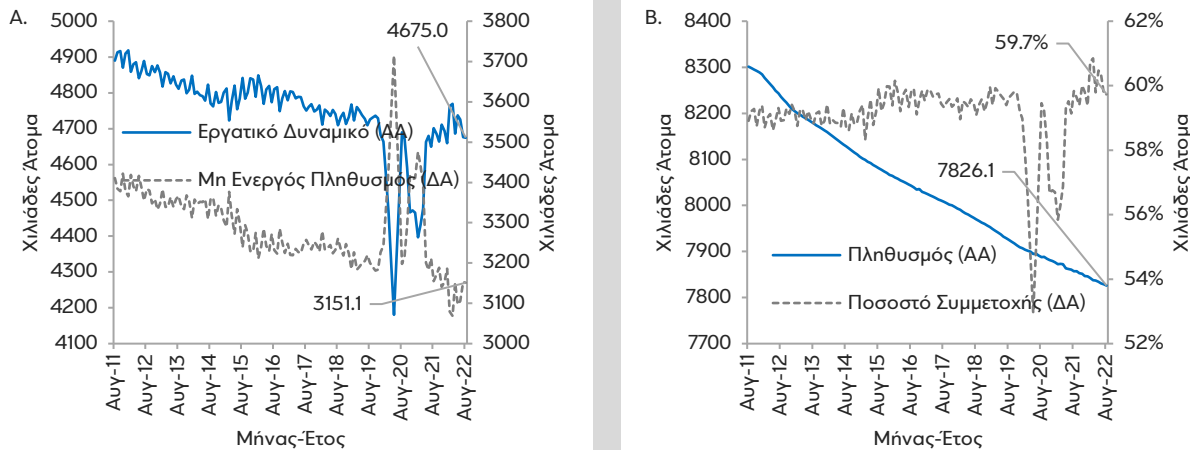 Α.
Χιλιάδες Άτομα
5000
4900
4800
4700
4600
4500
4400
4300
4200
4100
3800
3700
3600
3500
3400
3300
3200
3100
3000
Χιλιάδες Άτομα
4675.0
Εργατικό Δυναμικό (ΑΑ)
Μη Ενεργός Πληθυσμός (ΔΑ)
3151.1
Αυγ-11
Αυγ-12
Αυγ-13
Αυγ-14
Αυγ-15
Αυγ-16
Αυγ-17
Αυγ-18
Αυγ-19
Αυγ-20
Αυγ-21
Αυγ-22
Μήνας-Έτος
Β.
Χιλιάδες Άτομα
8400
8300
8200
8100
8000
7900
7800
7700
62%
60%
58%
56%
54%
52%
Χιλιάδες Άτομα
59.7%
7826.1
Πληθυσμός (ΑΑ)
Ποσοστό Συμμετοχής (ΔΑ)
Αυγ-11
Αυγ-12
Αυγ-13
Αυγ-14
Αυγ-15
Αυγ-16
Αυγ-17
Αυγ-18
Αυγ-19
Αυγ-20
Αυγ-21
Αυγ-22
Μήνας-Έτος